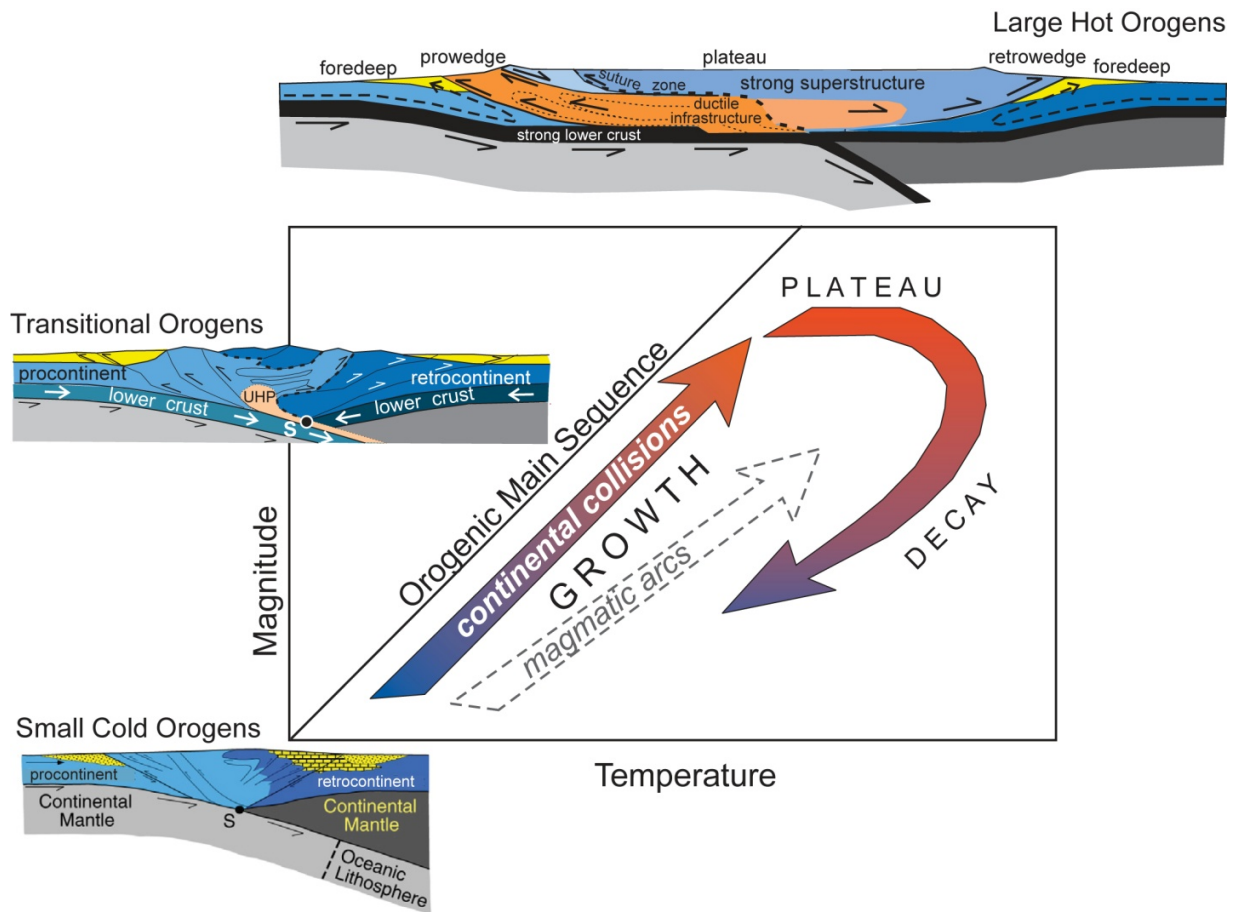 Large Hot Orogens
foredeep
prowedge
plateau
retrowedge
foredeep
suture zone
strong superstructure
ductile
infrastructure
strong lower crust
Transitional Orogens
procontinent
retrocontinent
UHP
lower crust
lower crust
S
PLATEAU
Orogenic Main Sequence
continental collisions
GROWTH
magmatic arcs
DECAY
Magnitude
Temperature
Small Cold Orogens
procontinent
retrocontinent
Continental
Mantle
Continental
Mantle
S
Oceanic
Lithosphere